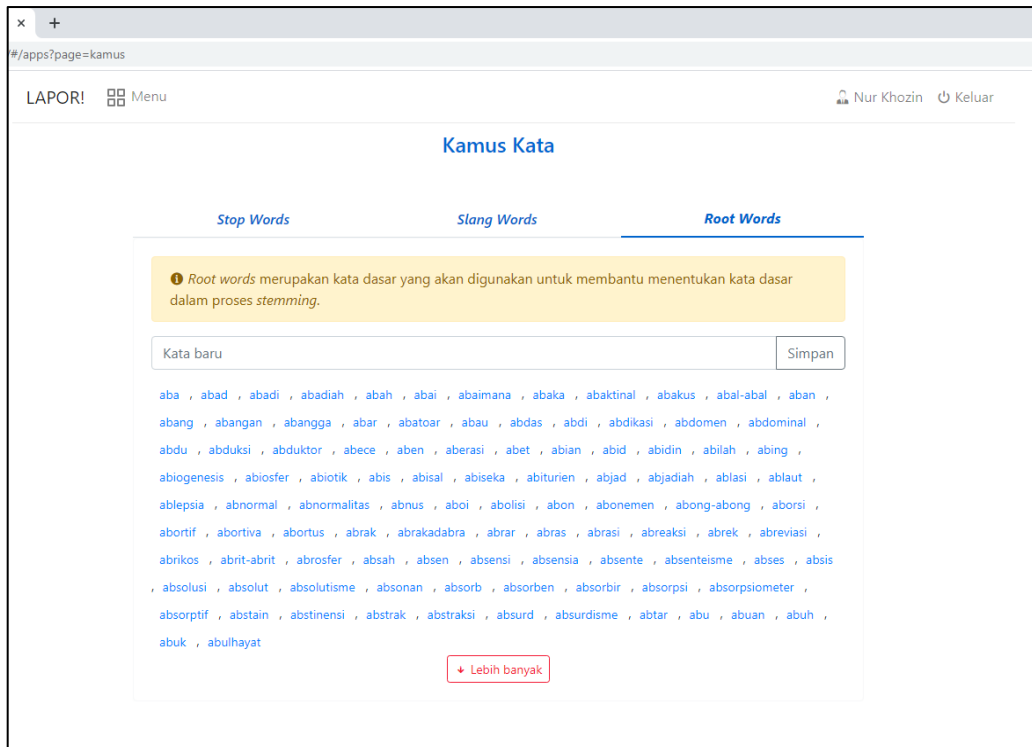 × +
/#/apps?page=kamus
LAPOR! Menu Nur Khozin Keluar
Kamus Kata
Stop Words Slang Words Root Words
Root words merupakan kata dasar yang akan digunakan untuk membantu menentukan kata dasar
dalam proses stemming.
Kata baru Simpan
aba , abad , abadi , abadiah , abah , abai , abaimana , abaka , abaktinal , abakus , abal-abal , aban ,
abang , abangan , abangga , abar , abatoar , abau , abdas , abdi , abdikasi , abdomen , abdominal ,
abdu , abduksi , abduktor , abece , aben , aberasi , abet , abian , abid , abidin , abilah , abing ,
abiogenesis , abiosfer , abiotik , abis , abisal , abiseka , abiturien , abjad , abjadiah , ablasi , ablaut ,
ablepsia , abnormal , abnormalitas , abnus , aboi , abolisi , abon , abonemen , abong-abong , aborsi ,
abortif , abortiva , abortus , abrak , abrakadabra , abrar , abras , abrasi , abreaksi , abrek , abreviasi ,
abrikos , abrit-abrit , abrosfer , absah , absen , absensi , absensia , absente , absenteisme , abses , absis
, absolusi , absolut , absolutisme , absonan , absorb , absorben , absorbir , absorpsi , absorpsiometer ,
absorptif , abstain , abstinensi , abstrak , abstraksi , absurd , absurdisme , abtar , abu , abuan , abuh ,
abuk , abulhayat
Lebih banyak